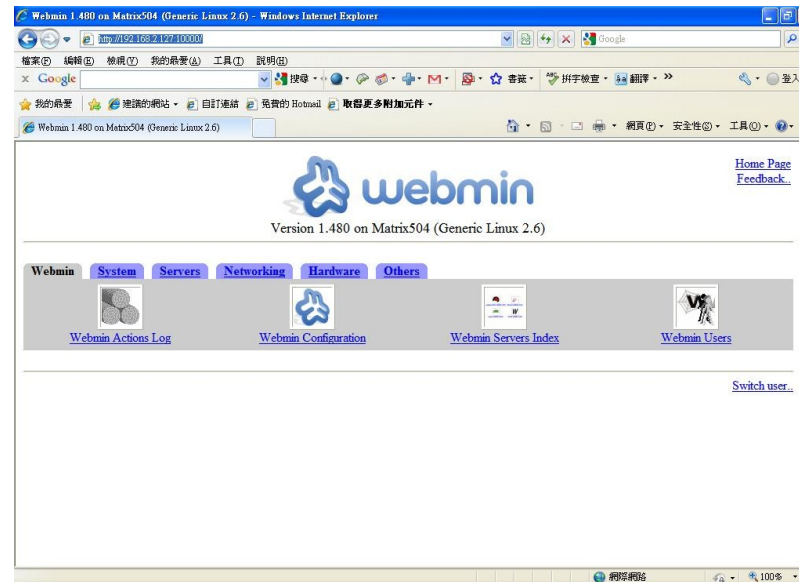 Webmin 1.480 on Matrix504 (Generic Linux 2.6) - Windows Internet Explorer
http://192.168.2.127:10000/
Google
檔案(F) 編輯(E) 檢視(V) 我的最愛(A) 工具(T) 說明(H)
x Google 搜尋 書籤 拼字檢查 翻譯 » 登入
我的最愛 建議的網站 自訂連結 免費的 Hotmail 取得更多附加元件
Webmin 1.480 on Matrix504 (Generic Linux 2.6) 網頁(P) 安全性(S) 工具(O)
webmin
Home Page
Feedback..
Version 1.480 on Matrix504 (Generic Linux 2.6)
Webmin System Servers Networking Hardware Others
Webmin Actions Log Webmin Configuration Webmin Servers Index Webmin Users
Switch user..
網際網路 100%